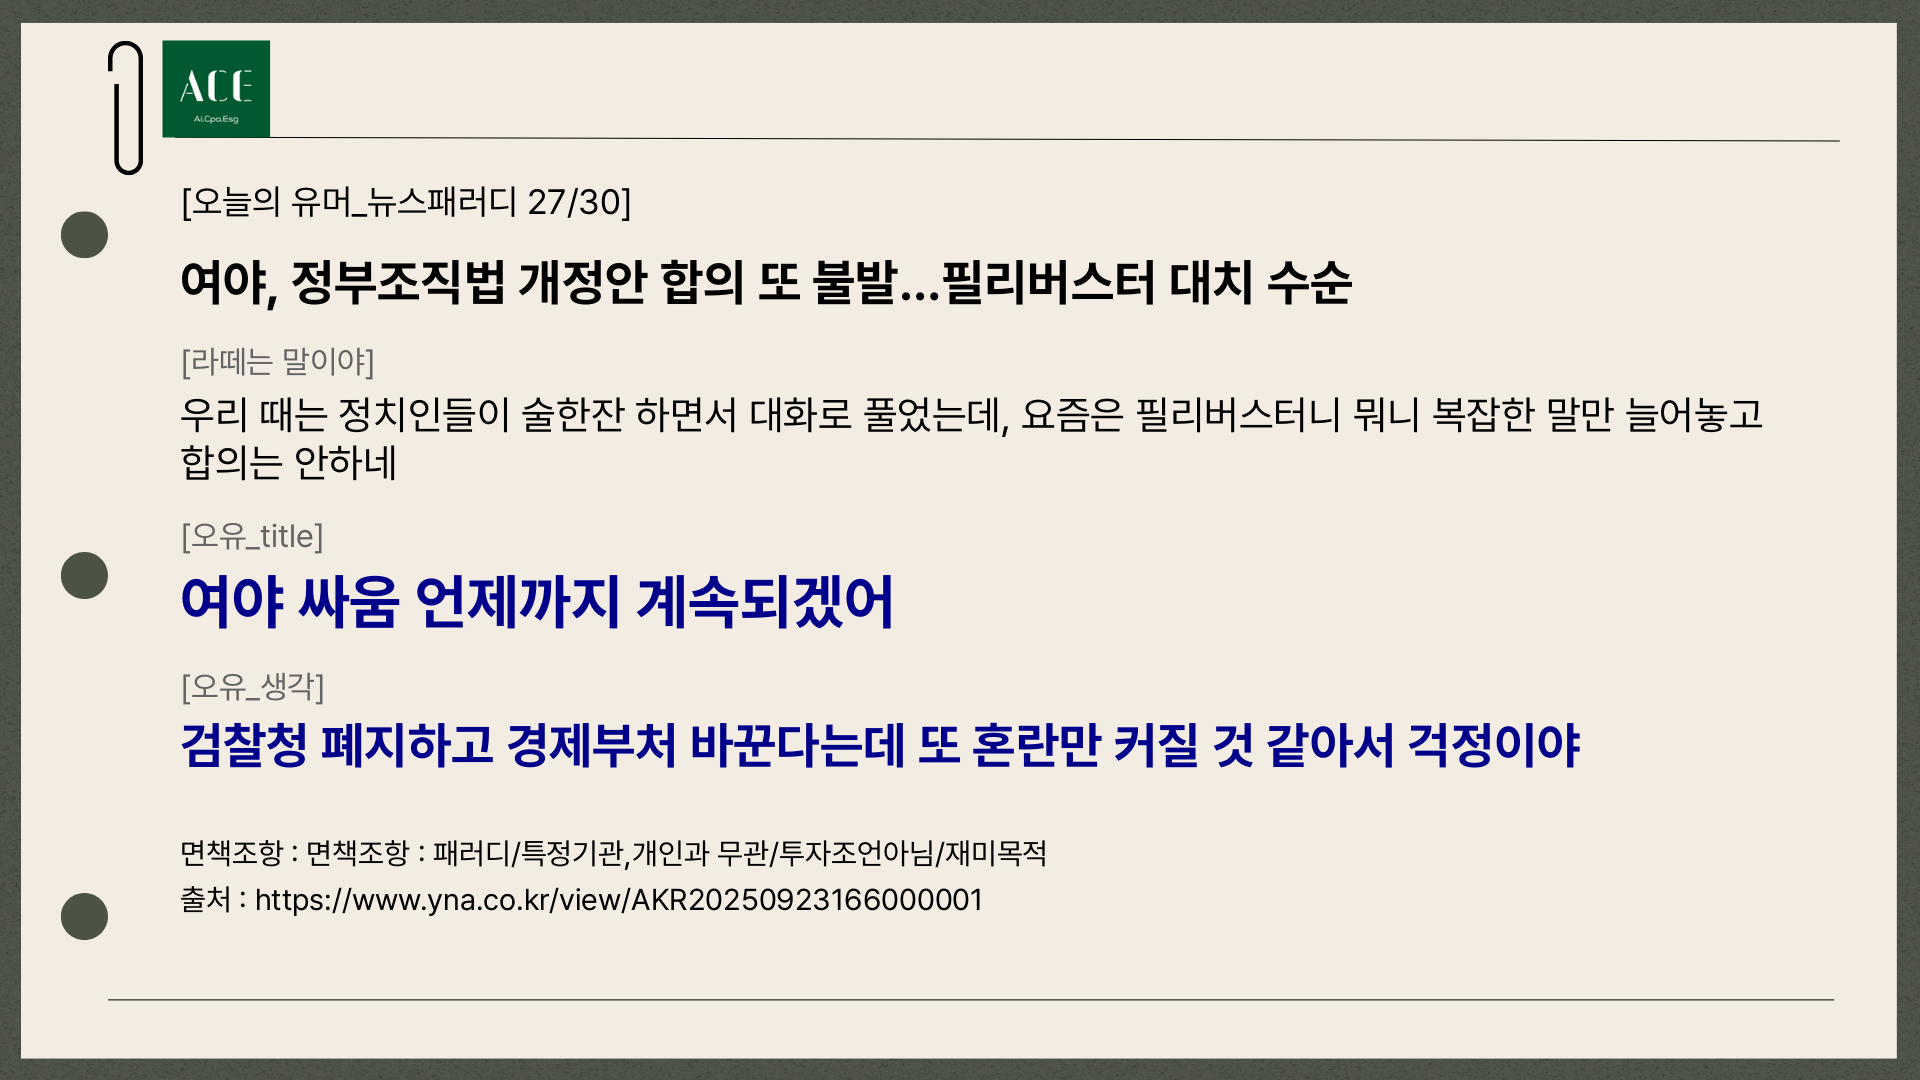 ACE
Ai.Cpa.Esg
[오늘의 유머_뉴스패러디 27/30]
여야, 정부조직법 개정안 합의 또 불발…필리버스터 대치 수순
[라떼는 말이야]
우리 때는 정치인들이 술한잔 하면서 대화로 풀었는데, 요즘은 필리버스터니 뭐니 복잡한 말만 늘어놓고
합의는 안하네
[오유_title]
여야 싸움 언제까지 계속되겠어
[오유_생각]
검찰청 폐지하고 경제부처 바꾼다는데 또 혼란만 커질 것 같아서 걱정이야
면책조항 : 면책조항 : 패러디/특정기관,개인과 무관/투자조언아님/재미목적
출처 : https://www.yna.co.kr/view/AKR20250923166000001